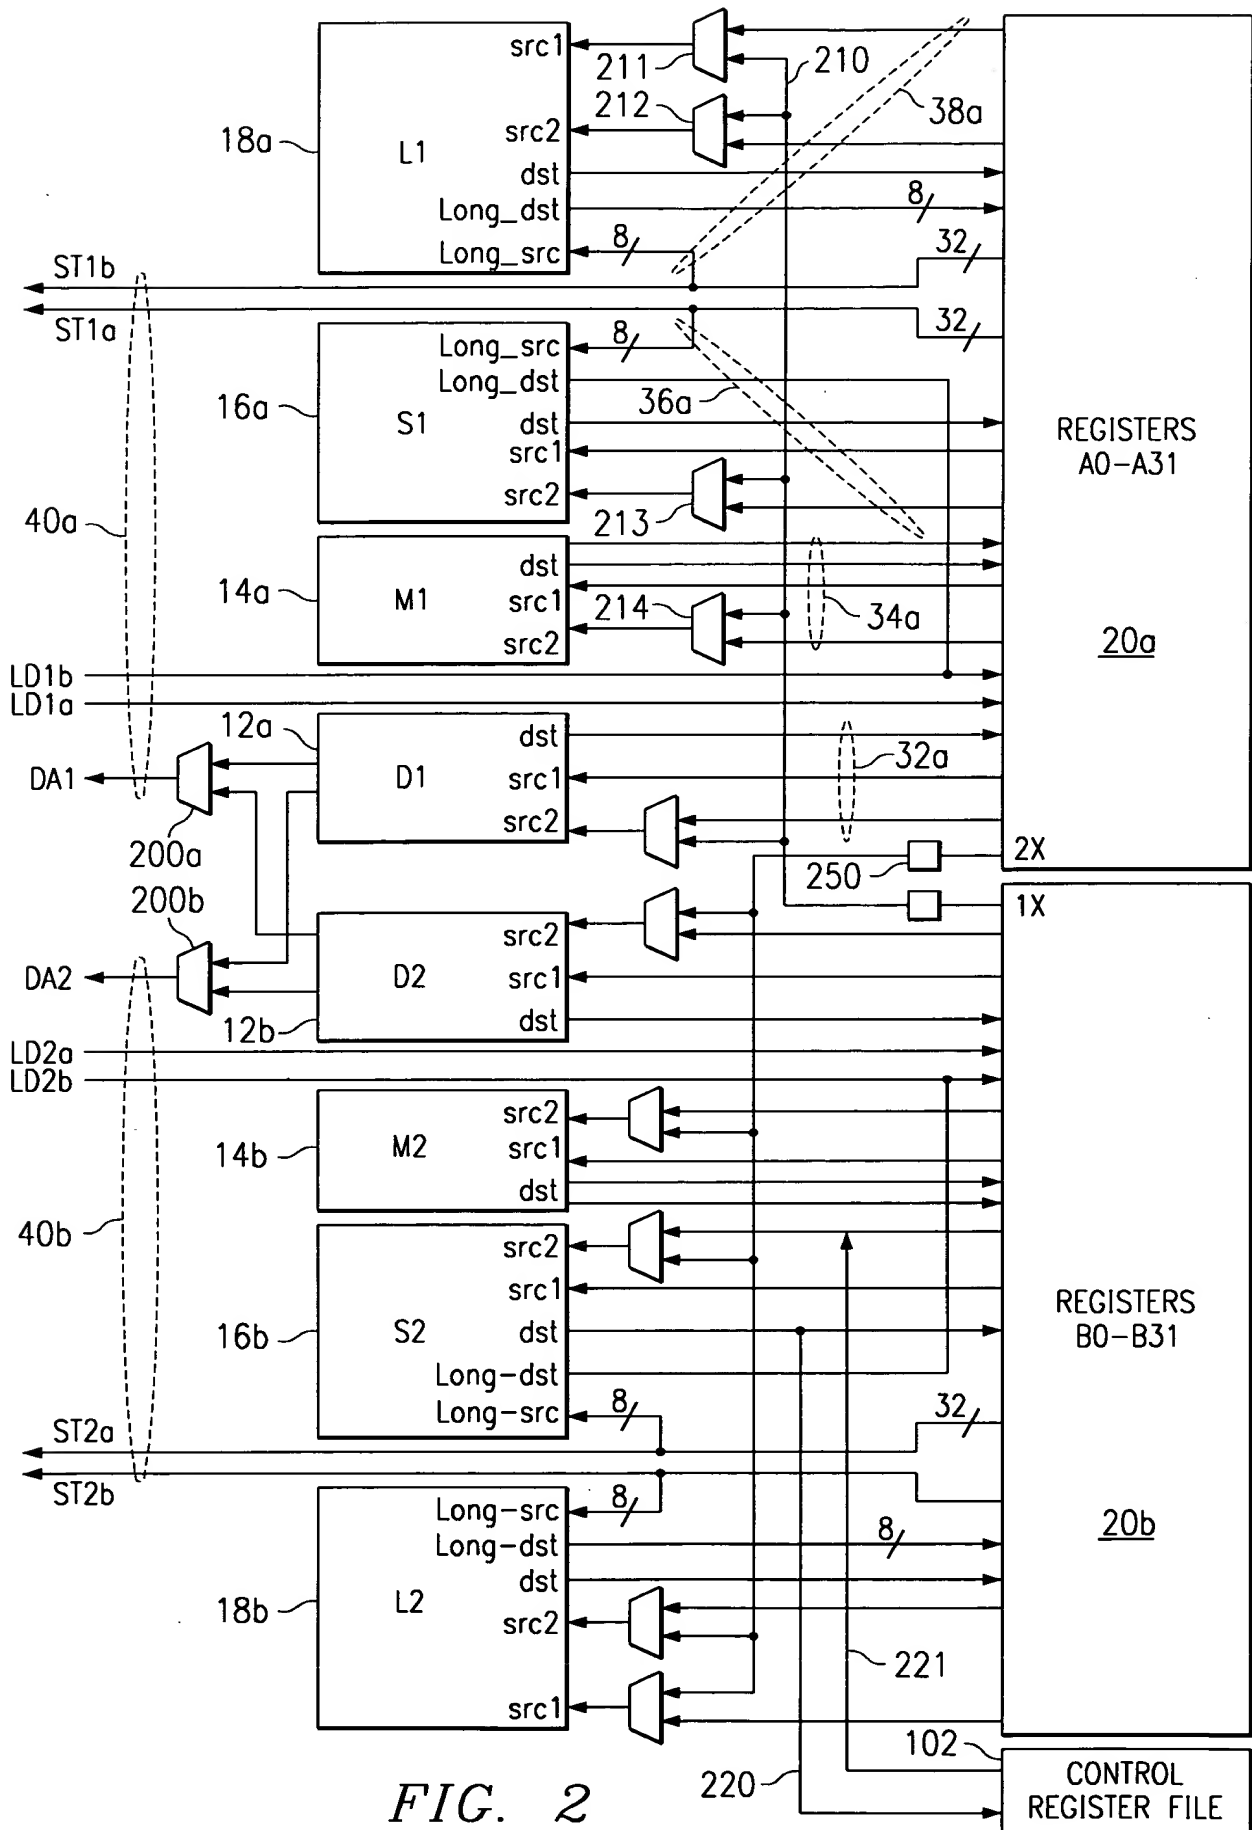 src1
211
210
38a
212
src2
18a
L1
dst
Long_dst
8
Long_src
8
32
ST1b
ST1a
32
Long_src
8
Long_dst
36a
16a
S1
dst
src1
REGISTERS
A0-A31
src2
213
40a
dst
14a
M1
src1
214
34a
src2
20a
LD1b
LD1a
12a
dst
32a
DA1
D1
src1
src2
200a
2X
250
200b
1X
src2
DA2
D2
src1
dst
12b
LD2a
LD2b
src2
14b
M2
src1
dst
40b
src2
src1
REGISTERS
B0-B31
16b
S2
dst
Long-dst
Long-src
8
32
ST2a
ST2b
Long-src
8
Long-dst
8
20b
dst
18b
L2
src2
221
src1
102
220
CONTROL
REGISTER FILE
FIG. 2